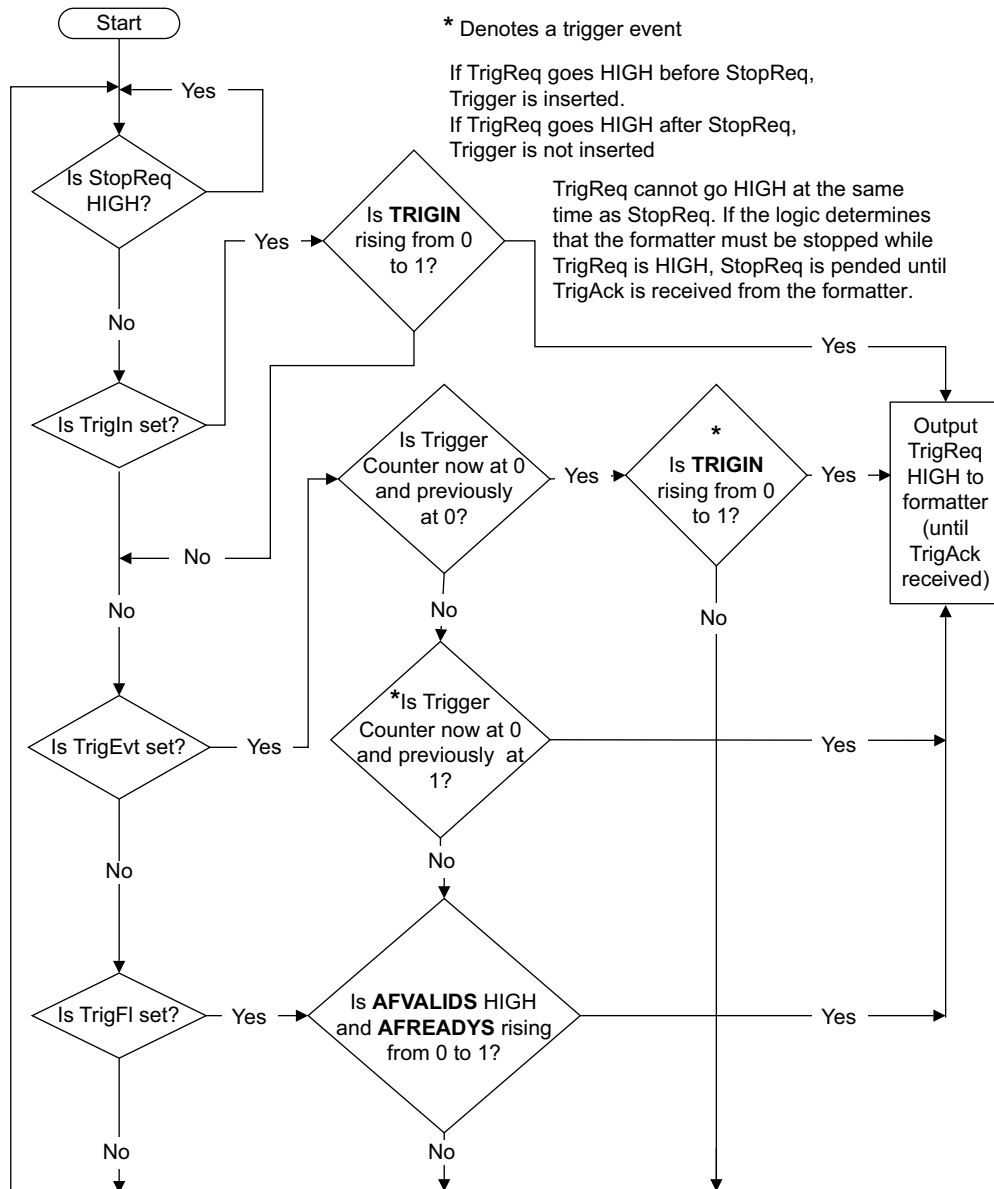 Start
* Denotes a trigger event
If TrigReq goes HIGH before StopReq,
Trigger is inserted.
If TrigReq goes HIGH after StopReq,
Trigger is not inserted
TrigReq cannot go HIGH at the same
time as StopReq. If the logic determines
that the formatter must be stopped while
TrigReq is HIGH, StopReq is pended until
TrigAck is received from the formatter.
Yes
Is StopReq
HIGH?
No
Is TrigIn set?
Yes
Is TRIGIN
rising from 0
to 1?
Yes
No
No
Is TrigEvt set?
Yes
Is Trigger
Counter now at 0
and previously
at 0?
Yes
*
Is TRIGIN
rising from 0
to 1?
Yes
Output
TrigReq
HIGH to
formatter
(until
TrigAck
received)
No
No
*Is Trigger
Counter now at 0
and previously at
1?
Yes
No
No
Is TrigFl set?
Yes
Is AFVALIDS HIGH
and AFREADYS rising
from 0 to 1?
Yes
No
No